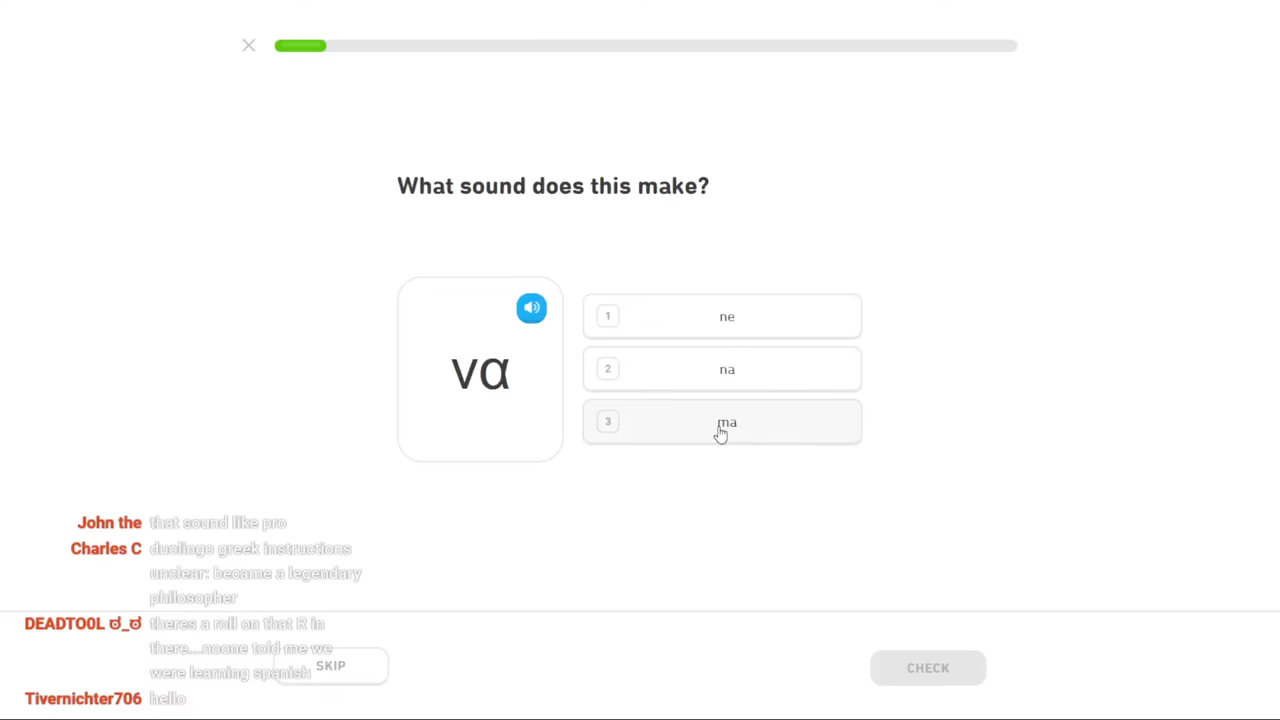 What sound does this make?
να
1 ne
2 na
3 ma
John the that sound like pro
Charles C duolingo greek instructions
unclear: became a legendary
philosopher
DEADTO0L ಠ_ಠ theres a roll on that R in
there...noone told me we
were learning spanish
Tivernichter706 hello
SKIP
CHECK